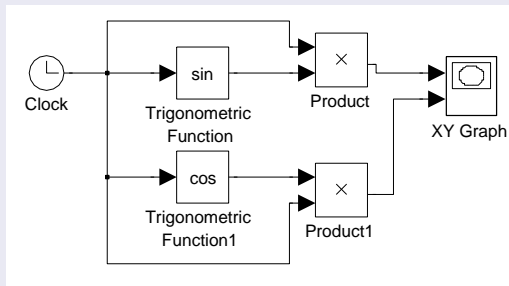 sin
×
Product
Clock
Trigonometric
Function
XY Graph
cos
×
Trigonometric
Function1
Product1